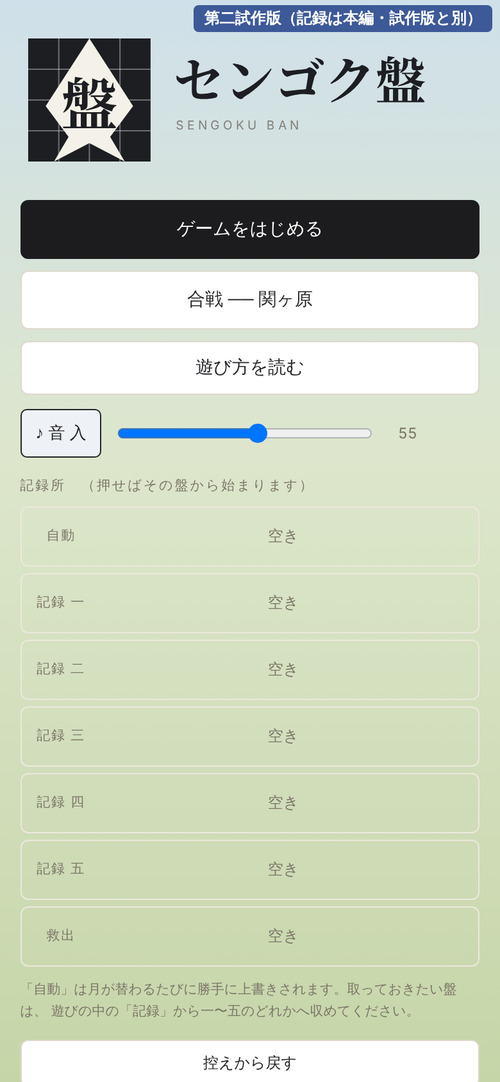 第二試作版（記録は本編・試作版と別）
盤
センゴク盤
SENGOKU BAN
ゲームをはじめる
合戦 ── 関ヶ原
遊び方を読む
♪ 音 入
55
記録所　（押せばその盤から始まります）
自動 空き
記録 一 空き
記録 二 空き
記録 三 空き
記録 四 空き
記録 五 空き
救出 空き
「自動」は月が替わるたびに勝手に上書きされます。取っておきたい盤
は、 遊びの中の「記録」から一〜五のどれかへ収めてください。
控えから戻す